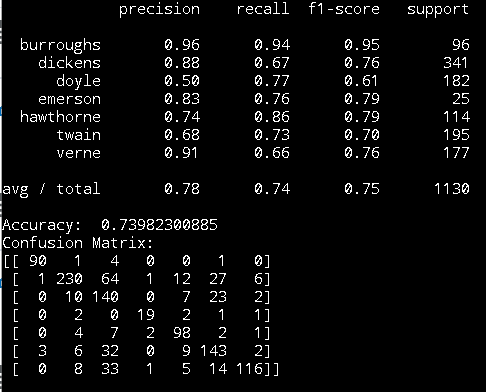 precision recall f1-score support
burroughs 0.96 0.94 0.95 96
dickens 0.88 0.67 0.76 341
doyle 0.50 0.77 0.61 182
emerson 0.83 0.76 0.79 25
hawthorne 0.74 0.86 0.79 114
twain 0.68 0.73 0.70 195
verne 0.91 0.66 0.76 177
avg / total 0.78 0.74 0.75 1130
Accuracy: 0.73982300885
Confusion Matrix:
[[ 90 1 4 0 0 1 0]
[ 1 230 64 1 12 27 6]
[ 0 10 140 0 7 23 2]
[ 0 2 0 19 2 1 1]
[ 0 4 7 2 98 2 1]
[ 3 6 32 0 9 143 2]
[ 0 8 33 1 5 14 116]]